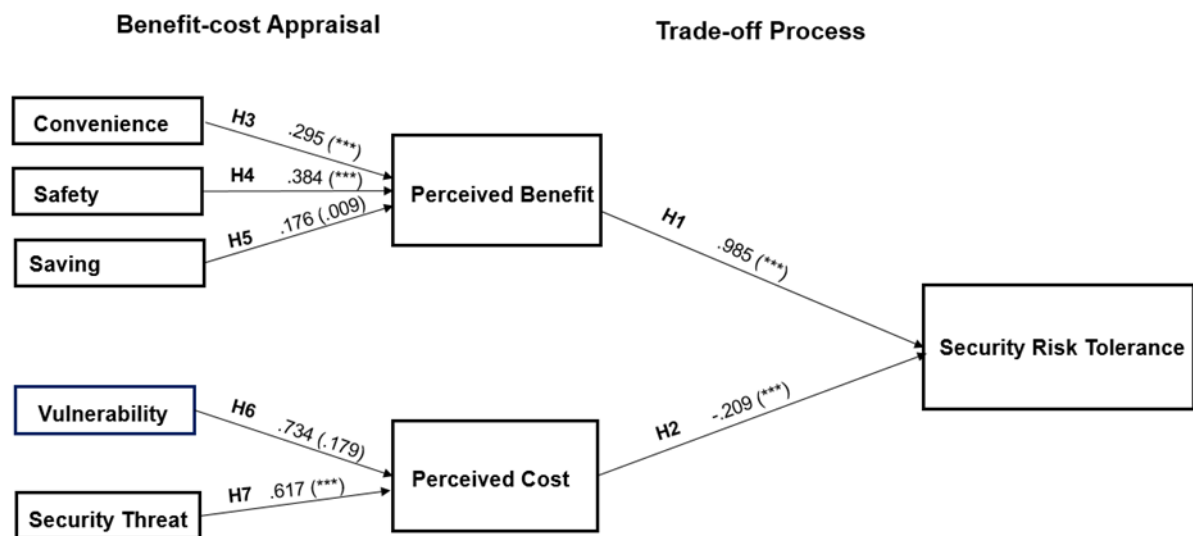 Benefit-cost Appraisal
Trade-off Process
Convenience
H3 .295 (***)
Safety
H4 .384 (***)
Saving
H5 .176 (.009)
Perceived Benefit
H1 .985 (***)
Security Risk Tolerance
Vulnerability
H6 .734 (.179)
Security Threat
H7 .617 (***)
Perceived Cost
H2 -.209 (***)